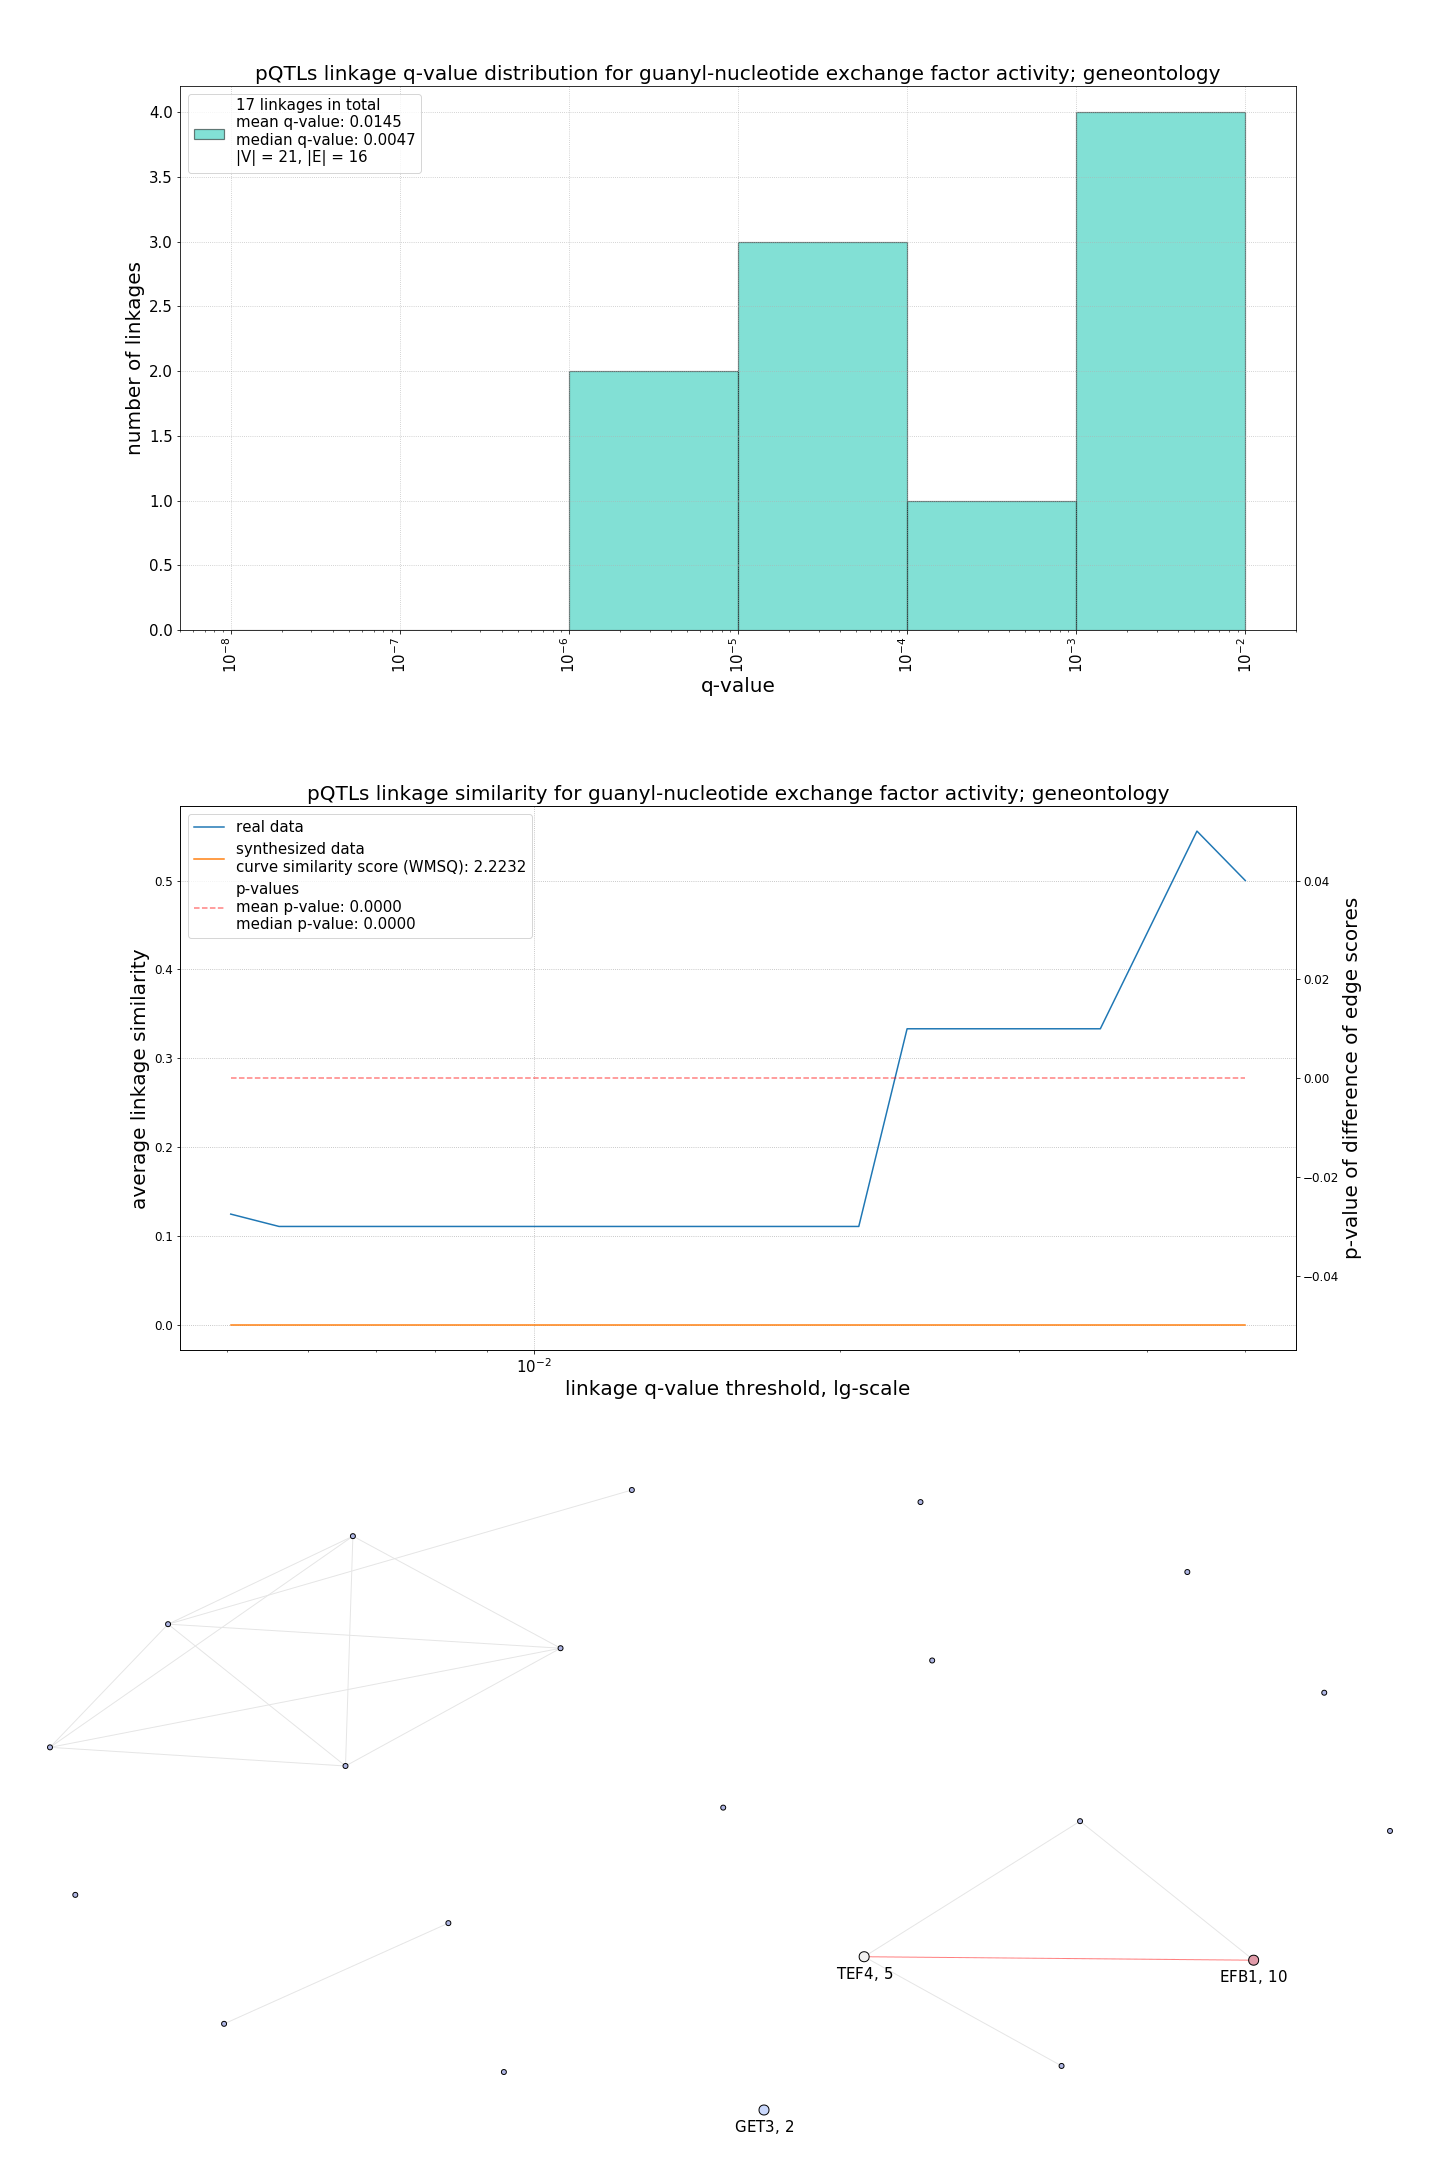 pQTLs linkage q-value distribution for guanyl-nucleotide exchange factor activity; geneontology
17 linkages in total
mean q-value: 0.0145
median q-value: 0.0047
|V| = 21, |E| = 16
number of linkages
4.0
3.5
3.0
2.5
2.0
1.5
1.0
0.5
0.0
10⁻⁸ 10⁻⁷ 10⁻⁶ 10⁻⁵ 10⁻⁴ 10⁻³ 10⁻²
q-value
pQTLs linkage similarity for guanyl-nucleotide exchange factor activity; geneontology
real data
synthesized data
curve similarity score (WMSQ): 2.2232
p-values
mean p-value: 0.0000
median p-value: 0.0000
average linkage similarity
0.5
0.4
0.3
0.2
0.1
0.0
0.04
0.02
0.00
−0.02
−0.04
p-value of difference of edge scores
10⁻²
linkage q-value threshold, lg-scale
TEF4, 5
EFB1, 10
GET3, 2